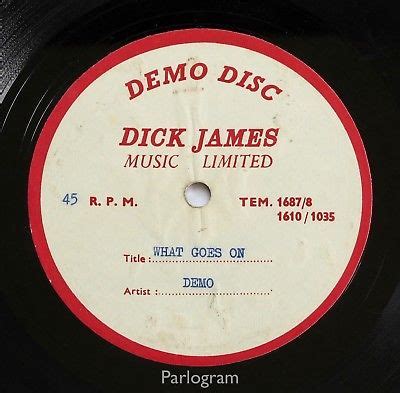 DEMO DISC
DICK JAMES
MUSIC LIMITED
45 R. P. M. TEM. 1687/8
1610/1035
Title : WHAT GOES ON
Artist : DEMO
Parlogram